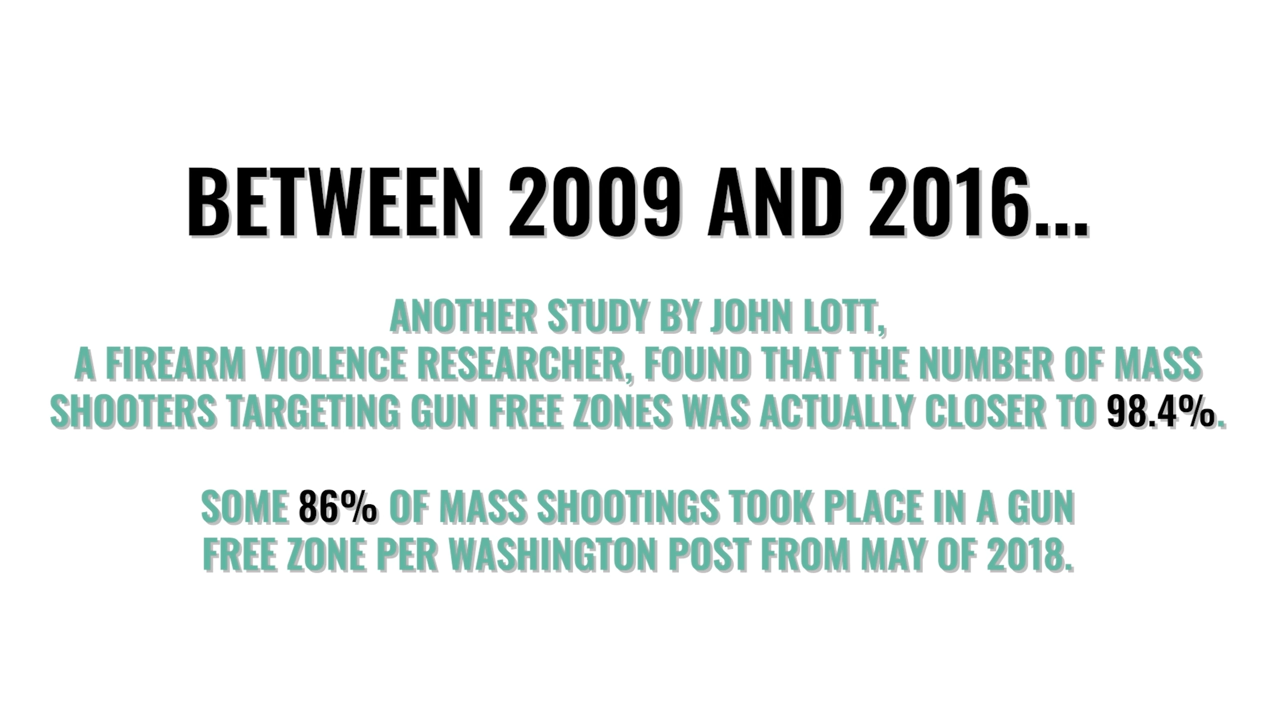 BETWEEN 2009 AND 2016...
ANOTHER STUDY BY JOHN LOTT,
A FIREARM VIOLENCE RESEARCHER, FOUND THAT THE NUMBER OF MASS
SHOOTERS TARGETING GUN FREE ZONES WAS ACTUALLY CLOSER TO 98.4%.
SOME 86% OF MASS SHOOTINGS TOOK PLACE IN A GUN
FREE ZONE PER WASHINGTON POST FROM MAY OF 2018.